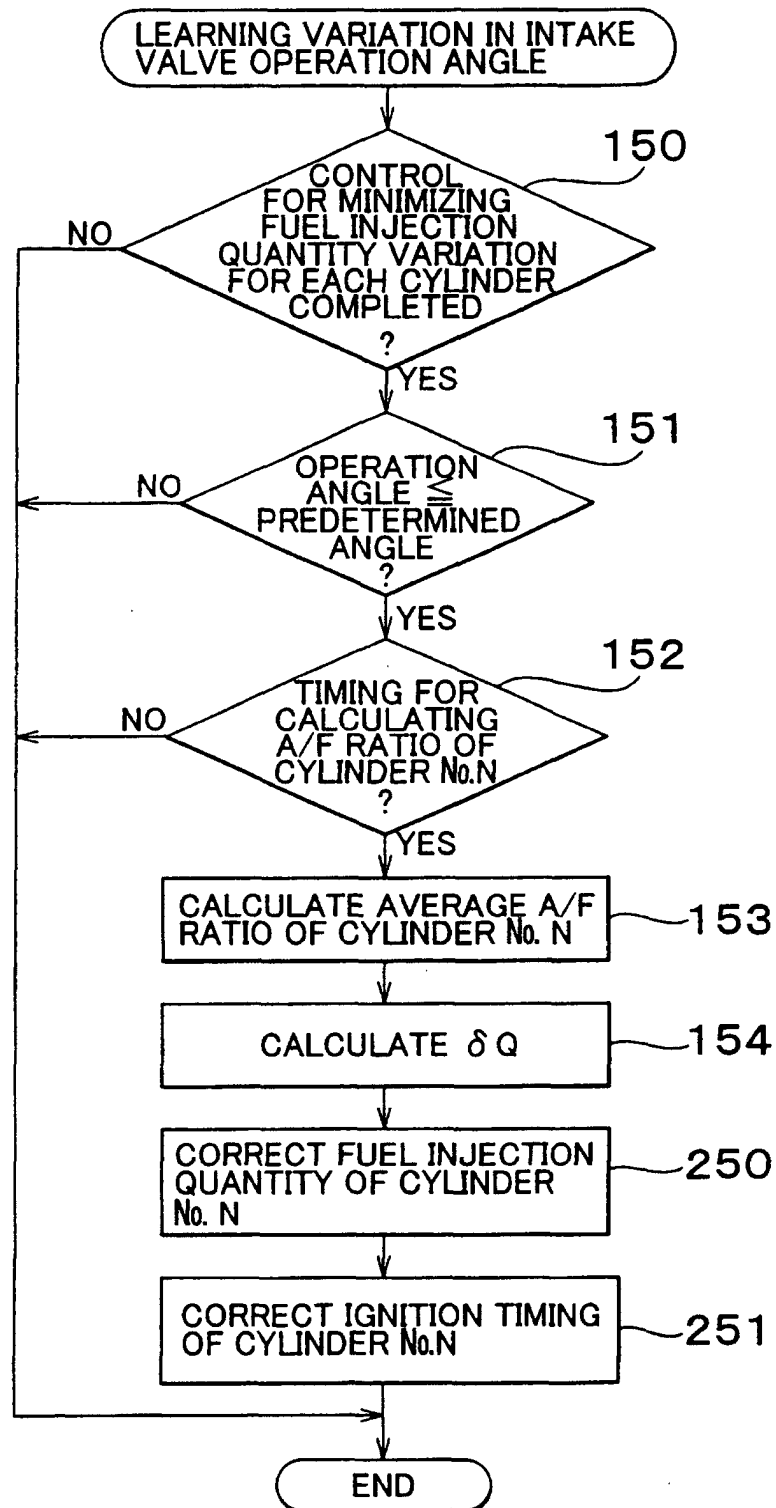 LEARNING VARIATION IN INTAKE
VALVE OPERATION ANGLE
150
CONTROL
FOR MINIMIZING
FUEL INJECTION
QUANTITY VARIATION
FOR EACH CYLINDER
COMPLETED
?
NO
YES
151
OPERATION
ANGLE ≦
PREDETERMINED
ANGLE
?
NO
YES
152
TIMING FOR
CALCULATING
A/F RATIO OF
CYLINDER No.N
?
NO
YES
CALCULATE AVERAGE A/F
RATIO OF CYLINDER No. N
153
CALCULATE δ Q
154
CORRECT FUEL INJECTION
QUANTITY OF CYLINDER
No. N
250
CORRECT IGNITION TIMING
OF CYLINDER No.N
251
END